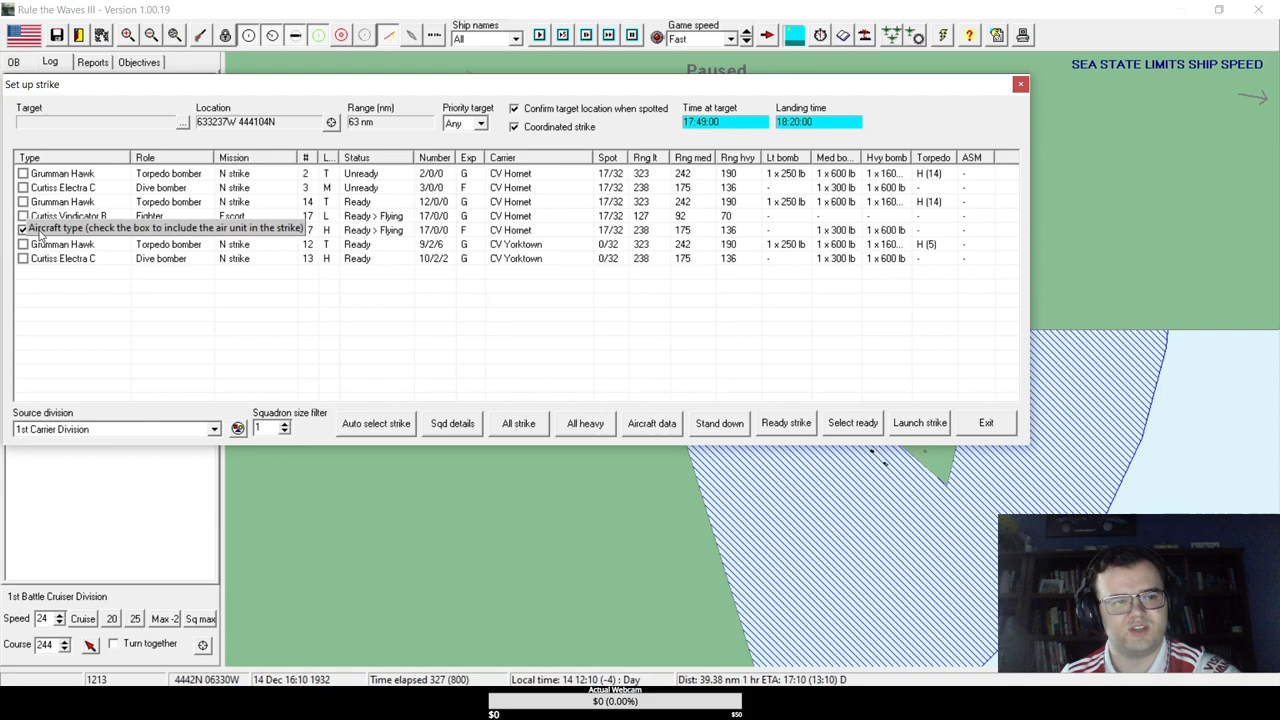 Rule the Waves III - Version 1.00.19
Ship names
All
Game speed
Fast
OB Log Reports Objectives
Paused
SEA STATE LIMITS SHIP SPEED
Set up strike
Target Location Range (nm) Priority target Confirm target location when spotted Time at target Landing time
... 633237W 444104N 63 nm Any Coordinated strike 17:49:00 18:20:00
Type Role Mission # L... Status Number Exp Carrier Spot Rng lt Rng med Rng hvy Lt bomb Med bo... Hvy bomb Torpedo ASM
Grumman Hawk Torpedo bomber N strike 2 T Unready 2/0/0 G CV Hornet 17/32 323 242 190 1 x 250 lb 1 x 600 lb 1 x 160... H (14) -
Curtiss Electra C Dive bomber N strike 3 M Unready 3/0/0 F CV Hornet 17/32 238 175 136 - 1 x 300 lb 1 x 600 lb - -
Grumman Hawk Torpedo bomber N strike 14 T Ready 12/0/0 G CV Hornet 17/32 323 242 190 1 x 250 lb 1 x 600 lb 1 x 160... H (14) -
Curtiss Vindicator B Fighter Escort 17 L Ready > Flying 17/0/0 G CV Hornet 17/32 127 92 70 - - - - -
Aircraft type (check the box to include the air unit in the strike) 7 H Ready > Flying 17/0/0 F CV Hornet 17/32 238 175 136 - 1 x 300 lb 1 x 600 lb - -
Grumman Hawk Torpedo bomber N strike 12 T Ready 9/2/6 G CV Yorktown 0/32 323 242 190 1 x 250 lb 1 x 600 lb 1 x 160... H (5) -
Curtiss Electra C Dive bomber N strike 13 H Ready 10/2/2 G CV Yorktown 0/32 238 175 136 - 1 x 300 lb 1 x 600 lb - -
Source division Squadron size filter
1st Carrier Division 1 Auto select strike Sqd details All strike All heavy Aircraft data Stand down Ready strike Select ready Launch strike Exit
1st Battle Cruiser Division
Speed 24 Cruise 20 25 Max -2 Sq max
Course 244 Turn together
1213 4442N 06330W 14 Dec 16:10 1932 Time elapsed 327 (800) Local time: 14 12:10 (-4) : Day Dist: 39.38 nm 1 hr ETA: 17:10 (13:10) D
Actual Webcam
$0 (0.00%)
$0 $50